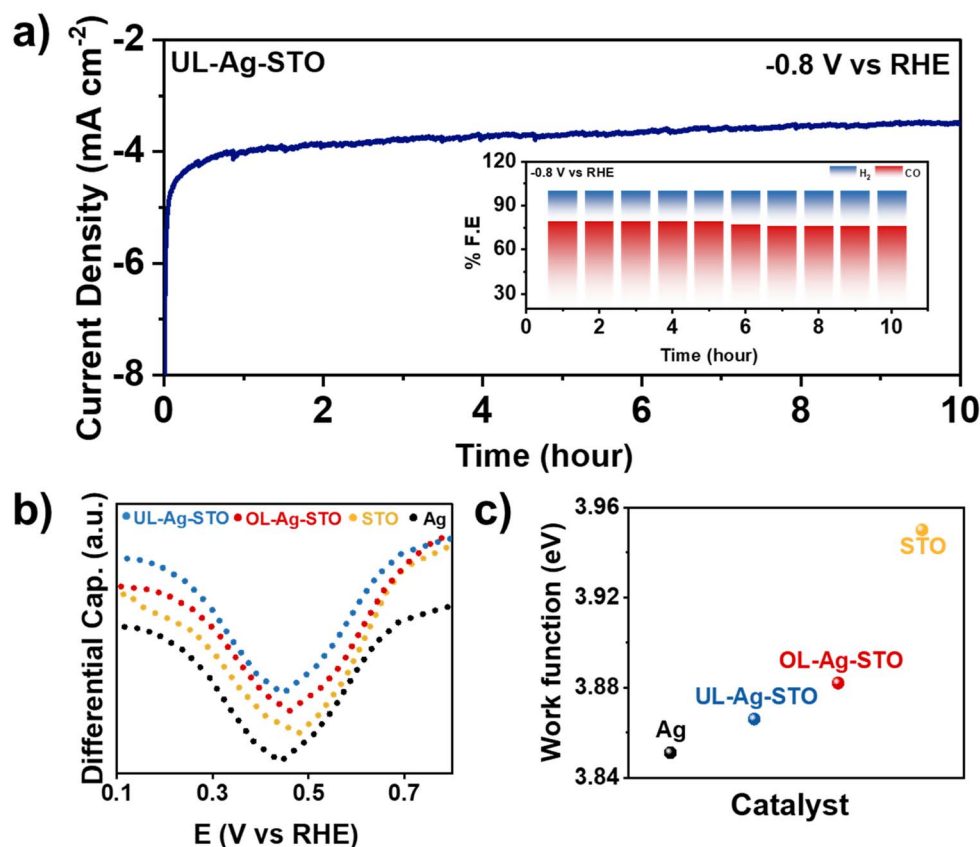 a)
UL-Ag-STO
-0.8 V vs RHE
Current Density (mA cm-2)
-2
-4
-6
-8
0
2
4
6
8
10
Time (hour)
-0.8 V vs RHE
H₂
CO
% F.E
120
90
60
30
0
2
4
6
8
10
Time (hour)
b)
UL-Ag-STO
OL-Ag-STO
STO
Ag
Differential Cap. (a.u.)
0.1
0.3
0.5
0.7
E (V vs RHE)
c)
Work function (eV)
3.96
3.92
3.88
3.84
STO
OL-Ag-STO
UL-Ag-STO
Ag
Catalyst